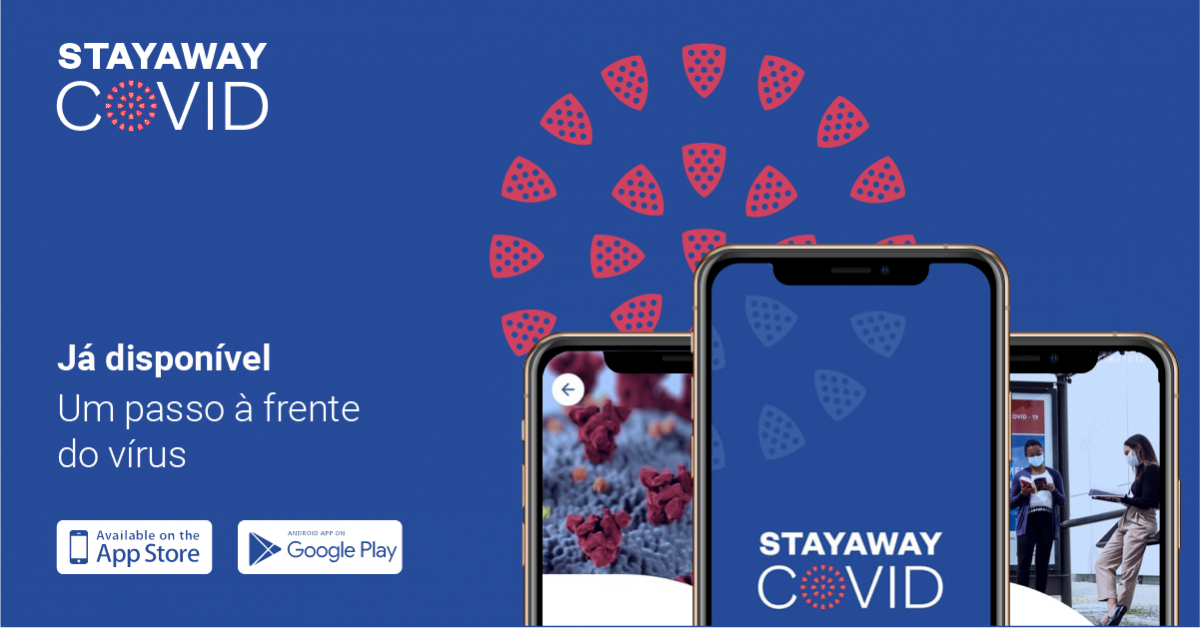 STAYAWAY
COVID
Já disponível
Um passo à frente
do vírus
Available on the
App Store
ANDROID APP ON
Google Play
STAYAWAY
COVID
OVID - 19